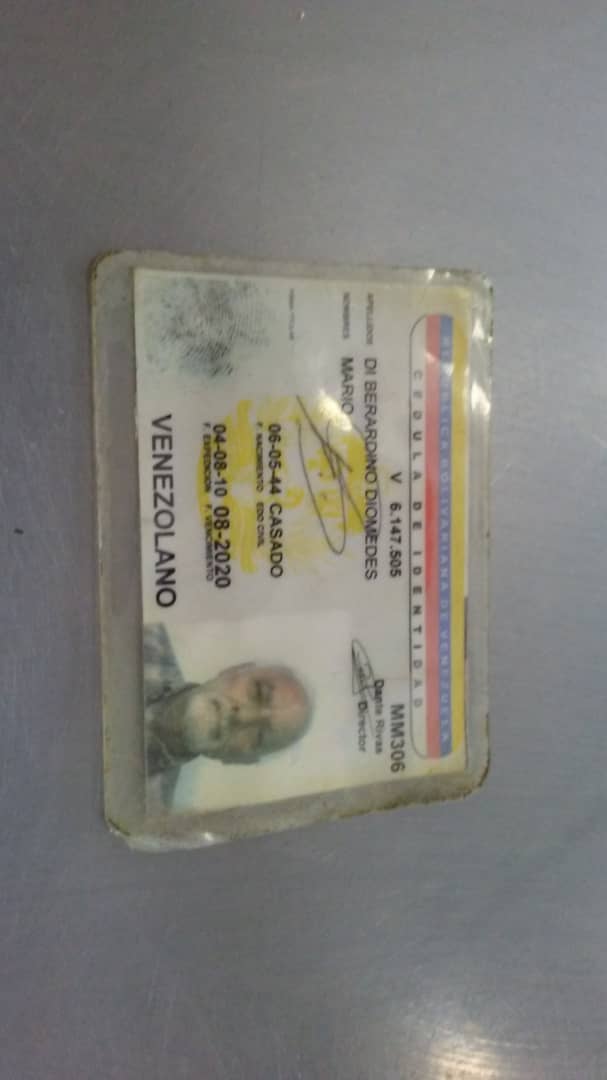 REPÚBLICA BOLIVARIANA DE VENEZUELA
CEDULA DE IDENTIDAD
V 6.147.505
MM306
APELLIDOS DI BERARDINO DIOMEDES
NOMBRES MARIO
Dante Rivas
Director
06-05-44 CASADO
F. NACIMIENTO EDO CIVIL
04-08-10 08-2020
F. EXPEDICION F. VENCIMIENTO
VENEZOLANO